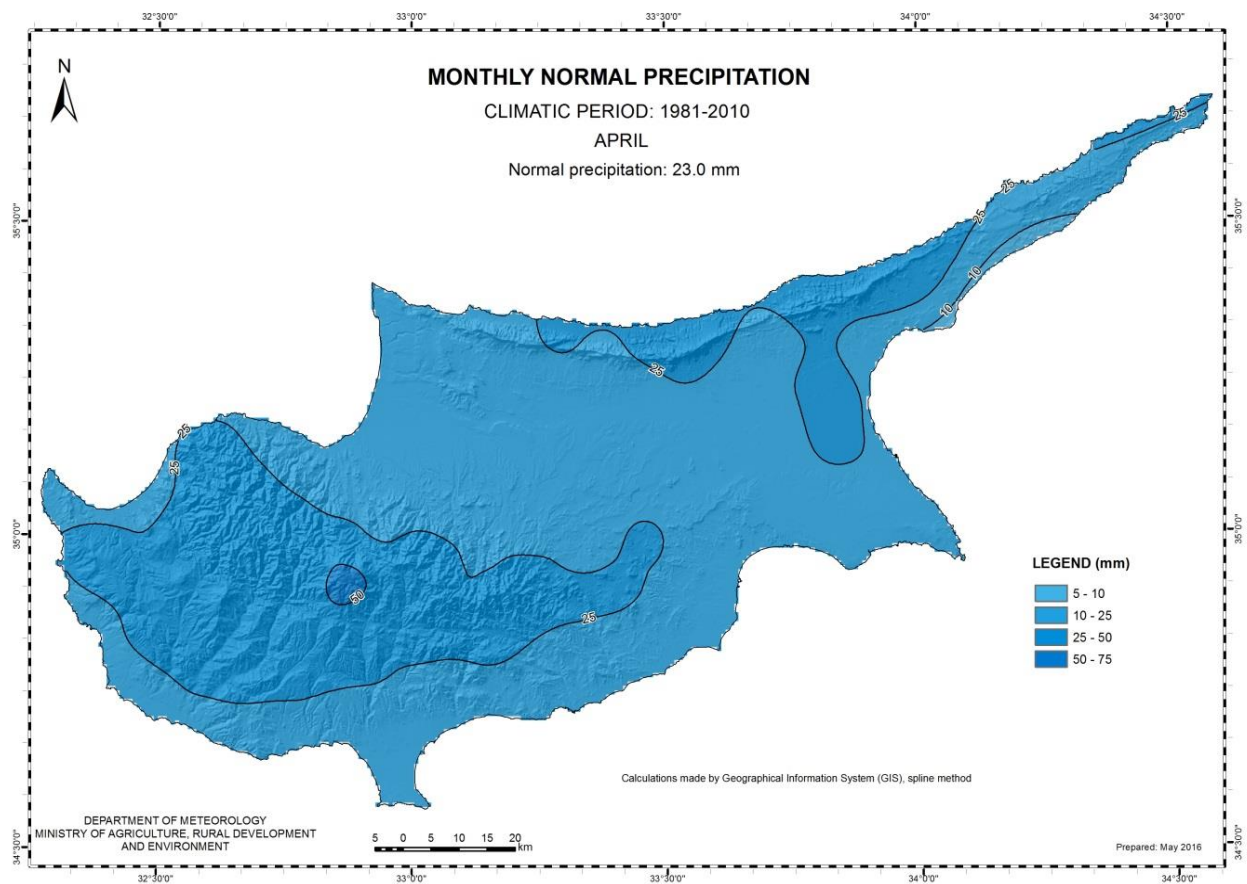 32°30'0"
33°0'0"
33°30'0"
34°0'0"
34°30'0"
N
MONTHLY NORMAL PRECIPITATION
CLIMATIC PERIOD: 1981-2010
APRIL
Normal precipitation: 23.0 mm
35°30'0"
35°30'0"
25
25
25
10
10
25
25
25
50
25
35°0'0"
35°0'0"
LEGEND (mm)
5 - 10
10 - 25
25 - 50
50 - 75
Calculations made by Geographical Information System (GIS), spline method
DEPARTMENT OF METEOROLOGY
MINISTRY OF AGRICULTURE, RURAL DEVELOPMENT
AND ENVIRONMENT
5 0 5 10 15 20
km
Prepared: May 2016
34°30'0"
34°30'0"
32°30'0"
33°0'0"
33°30'0"
34°0'0"
34°30'0"